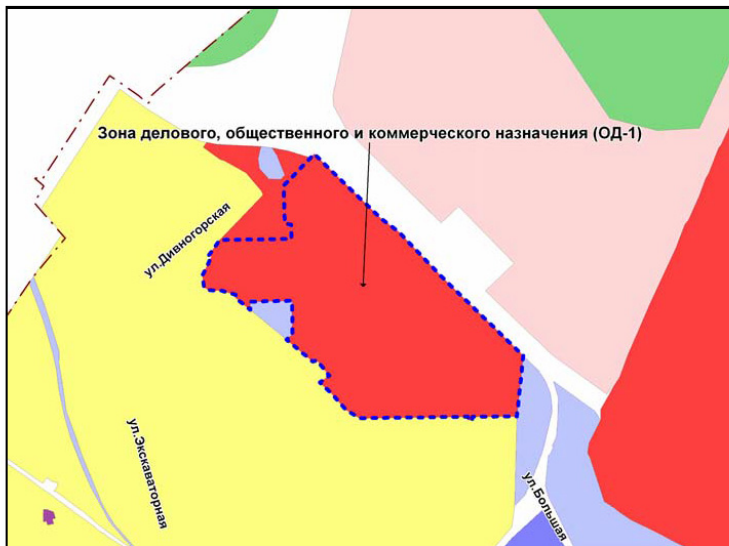 Зона делового, общественного и коммерческого назначения (ОД-1)
ул.Дивногорская
ул.Экскаваторная
ул.Большая